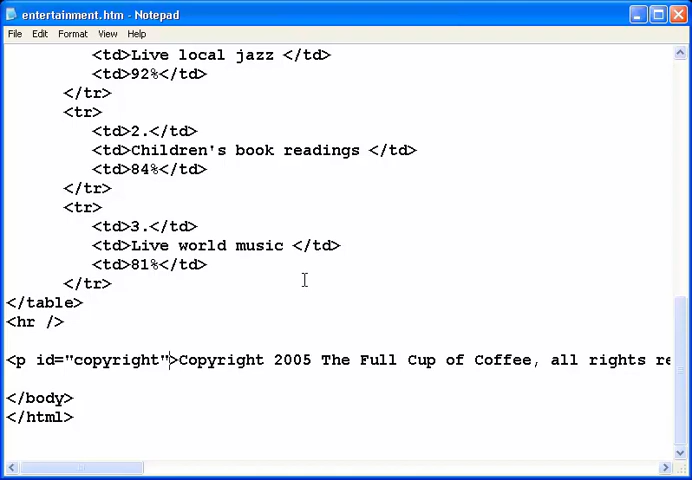 entertainment.htm - Notepad
File Edit Format View Help
<td>Live local jazz </td>
<td>92%</td>
</tr>
<tr>
<td>2.</td>
<td>Children's book readings </td>
<td>84%</td>
</tr>
<tr>
<td>3.</td>
<td>Live world music </td>
<td>81%</td>
</tr>
</table>
<hr />
<p id="copyright">Copyright 2005 The Full Cup of Coffee, all rights re
</body>
</html>